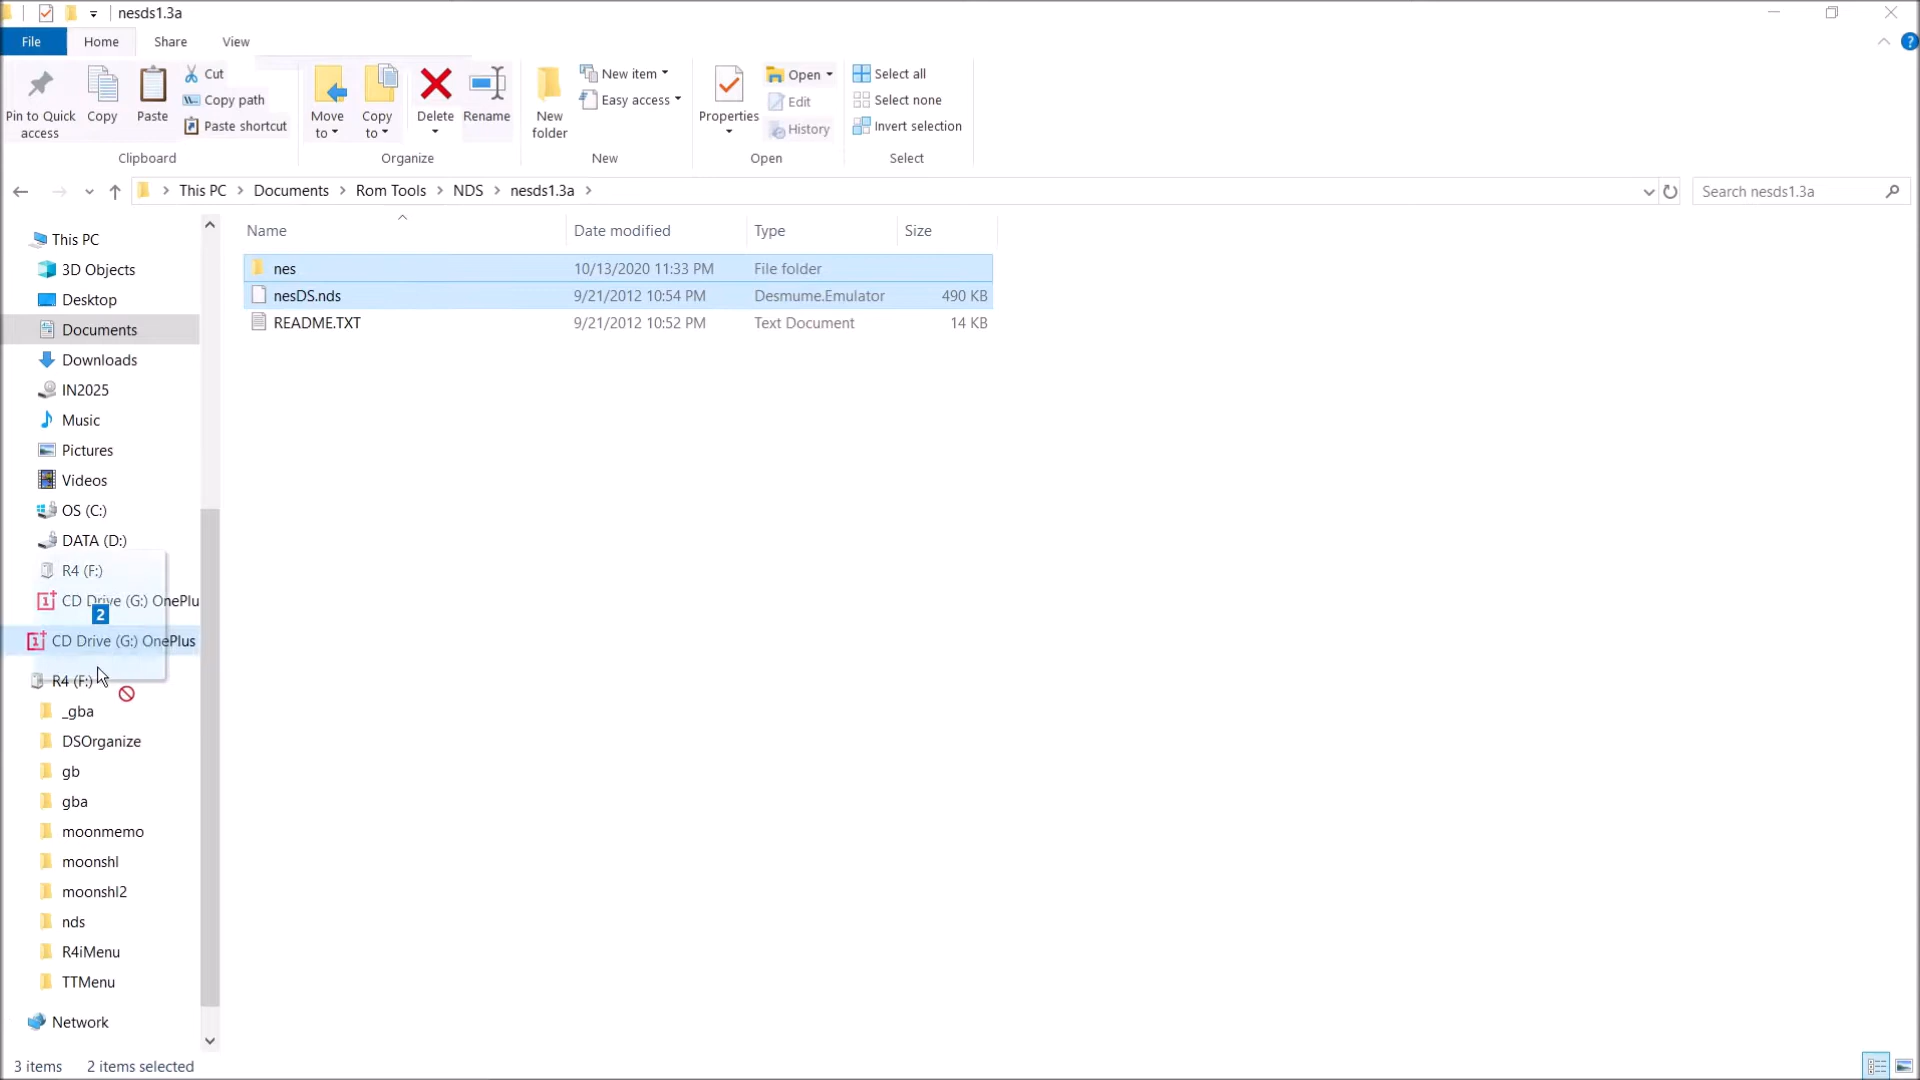 nesds1.3a
File Home Share View
Pin to Quick access
Copy
Paste
Cut
Copy path
Paste shortcut
Clipboard
Move to
Copy to
Delete
Rename
Organize
New folder
New item
Easy access
New
Properties
Open
Edit
History
Open
Select all
Select none
Invert selection
Select
This PC Documents Rom Tools NDS nesds1.3a
Search nesds1.3a
Name Date modified Type Size
nes 10/13/2020 11:33 PM File folder
nesDS.nds 9/21/2012 10:54 PM Desmume.Emulator 490 KB
README.TXT 9/21/2012 10:52 PM Text Document 14 KB
This PC
3D Objects
Desktop
Documents
Downloads
IN2025
Music
Pictures
Videos
OS (C:)
DATA (D:)
R4 (F:)
CD Drive (G:) OnePlu
2
CD Drive (G:) OnePlus
R4 (F:)
_gba
DSOrganize
gb
gba
moonmemo
moonshl
moonshl2
nds
R4iMenu
TTMenu
Network
3 items 2 items selected